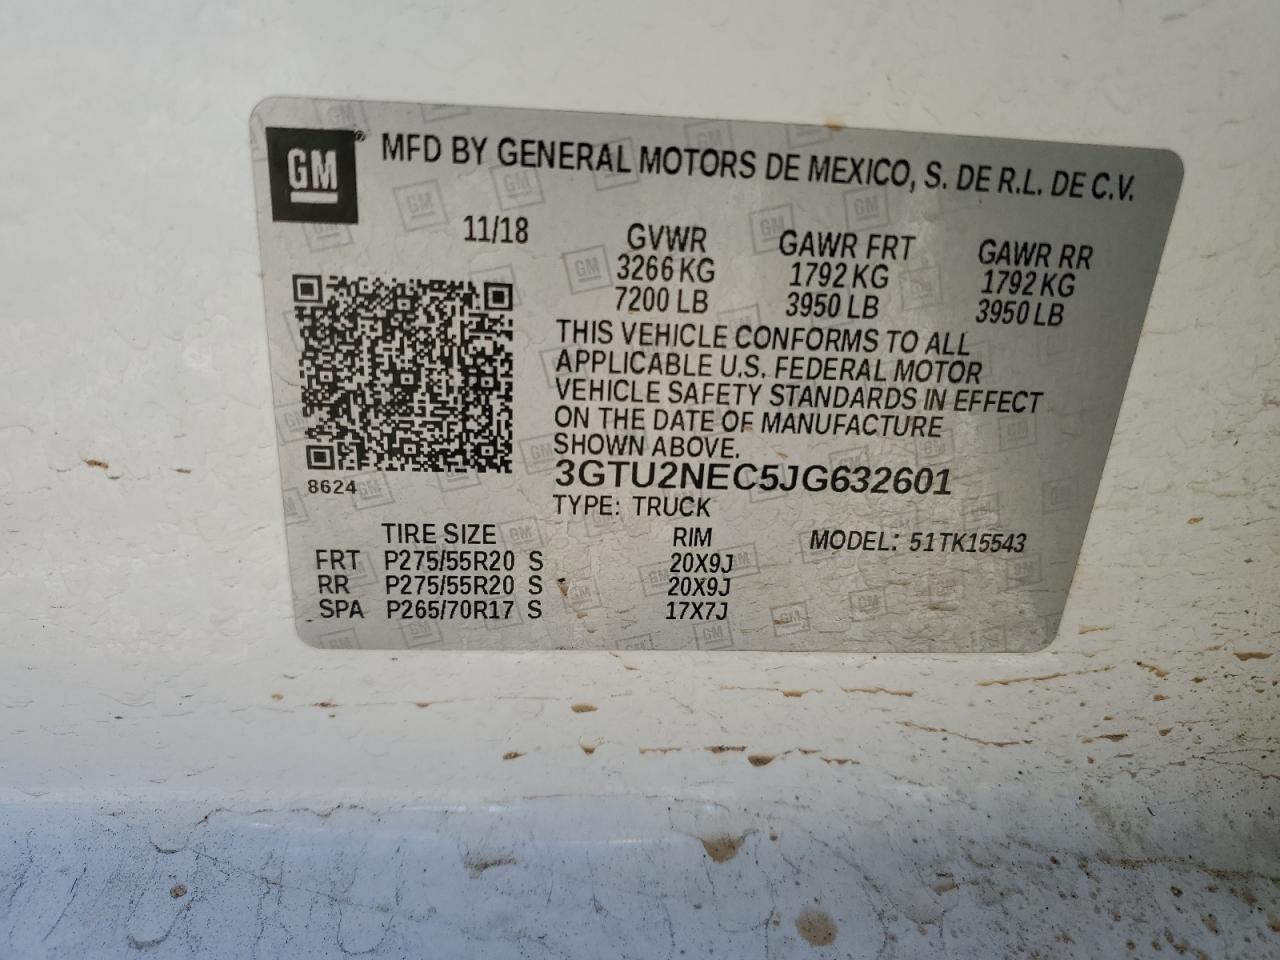 GM
MFD BY GENERAL MOTORS DE MEXICO, S. DE R.L. DE C.V.
11/18
GVWR GAWR FRT GAWR RR
3266 KG 1792 KG 1792 KG
7200 LB 3950 LB 3950 LB
THIS VEHICLE CONFORMS TO ALL
APPLICABLE U.S. FEDERAL MOTOR
VEHICLE SAFETY STANDARDS IN EFFECT
ON THE DATE OF MANUFACTURE
SHOWN ABOVE.
8624
3GTU2NEC5JG632601
TYPE: TRUCK
TIRE SIZE RIM MODEL: 51TK15543
FRT P275/55R20 S 20X9J
RR P275/55R20 S 20X9J
SPA P265/70R17 S 17X7J